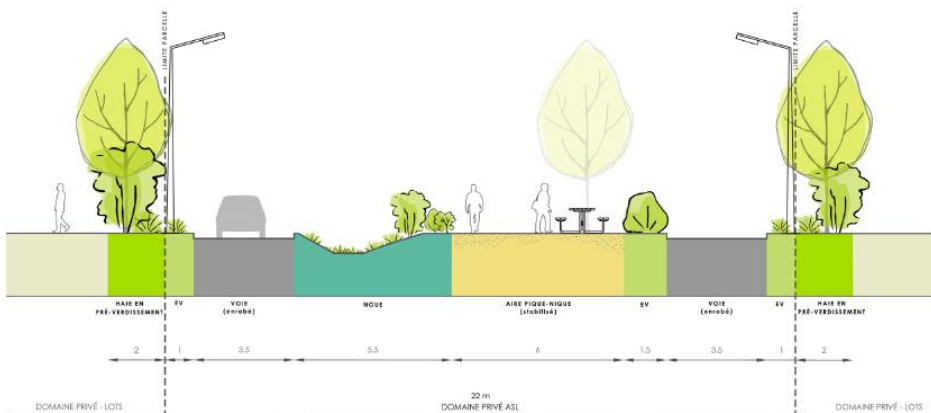 LIMITE PARCELLE
LIMITE PARCELLE
HAIE EN
PRÉ-VERDISSEMENT
EV
VOIE
(enrobé)
NOUE
AIRE PIQUE-NIQUE
(stabilisé)
EV
VOIE
(enrobé)
EV
HAIE EN
PRÉ-VERDISSEMENT
2
1
3.5
5.5
6
1.5
3.5
1
2
22 m
DOMAINE PRIVÉ - LOTS
DOMAINE PRIVÉ ASL
DOMAINE PRIVÉ - LOTS